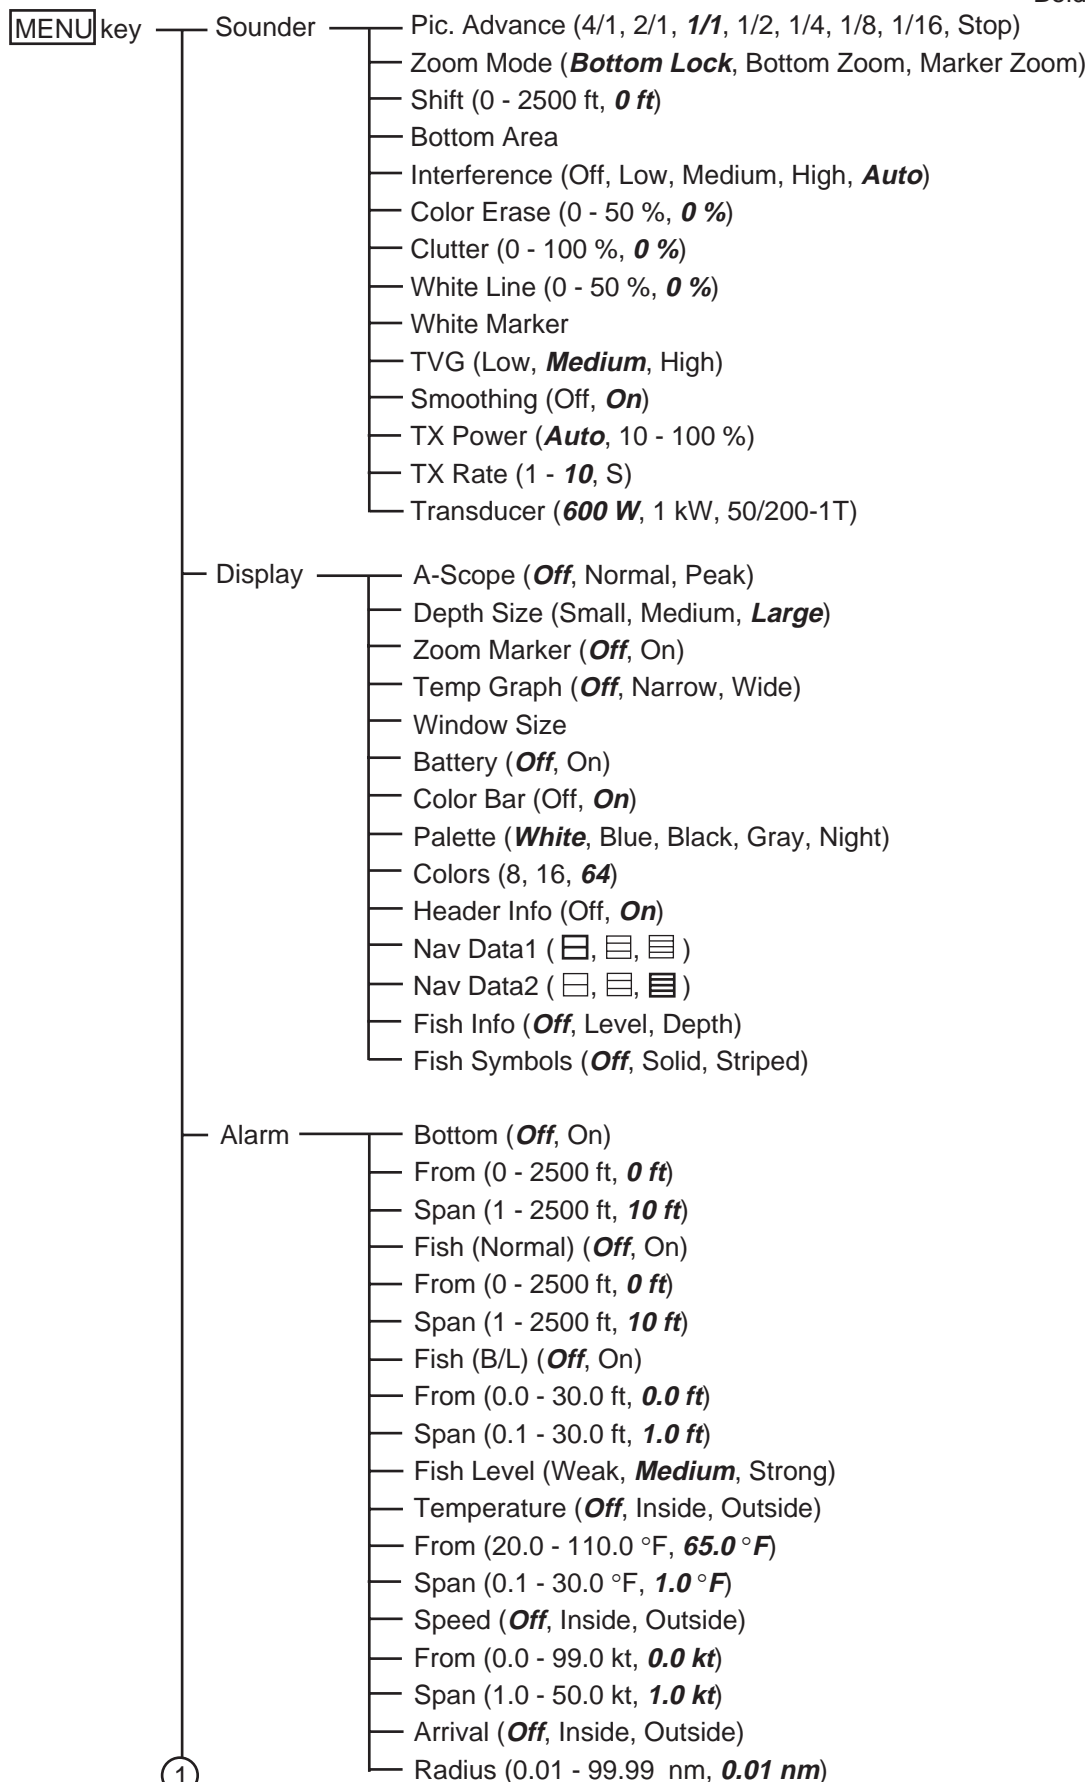 MENU key Sounder Pic. Advance (4/1, 2/1, 1/1, 1/2, 1/4, 1/8, 1/16, Stop)
Zoom Mode (Bottom Lock, Bottom Zoom, Marker Zoom)
Shift (0 - 2500 ft, 0 ft)
Bottom Area
Interference (Off, Low, Medium, High, Auto)
Color Erase (0 - 50 %, 0 %)
Clutter (0 - 100 %, 0 %)
White Line (0 - 50 %, 0 %)
White Marker
TVG (Low, Medium, High)
Smoothing (Off, On)
TX Power (Auto, 10 - 100 %)
TX Rate (1 - 10, S)
Transducer (600 W, 1 kW, 50/200-1T)
Display A-Scope (Off, Normal, Peak)
Depth Size (Small, Medium, Large)
Zoom Marker (Off, On)
Temp Graph (Off, Narrow, Wide)
Window Size
Battery (Off, On)
Color Bar (Off, On)
Palette (White, Blue, Black, Gray, Night)
Colors (8, 16, 64)
Header Info (Off, On)
Nav Data1 ( , , )
Nav Data2 ( , , )
Fish Info (Off, Level, Depth)
Fish Symbols (Off, Solid, Striped)
Alarm Bottom (Off, On)
From (0 - 2500 ft, 0 ft)
Span (1 - 2500 ft, 10 ft)
Fish (Normal) (Off, On)
From (0 - 2500 ft, 0 ft)
Span (1 - 2500 ft, 10 ft)
Fish (B/L) (Off, On)
From (0.0 - 30.0 ft, 0.0 ft)
Span (0.1 - 30.0 ft, 1.0 ft)
Fish Level (Weak, Medium, Strong)
Temperature (Off, Inside, Outside)
From (20.0 - 110.0 °F, 65.0 °F)
Span (0.1 - 30.0 °F, 1.0 °F)
Speed (Off, Inside, Outside)
From (0.0 - 99.0 kt, 0.0 kt)
Span (1.0 - 50.0 kt, 1.0 kt)
Arrival (Off, Inside, Outside)
1 Radius (0.01 - 99.99 nm, 0.01 nm)